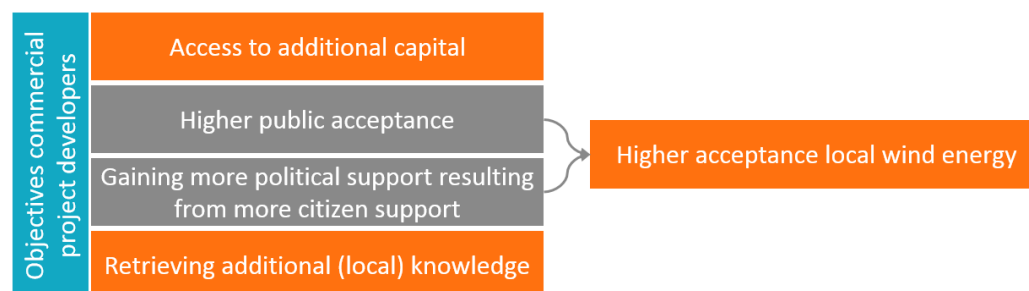 Objectives commercial
project developers
Access to additional capital
Higher public acceptance
Gaining more political support resulting
from more citizen support
Retrieving additional (local) knowledge
Higher acceptance local wind energy